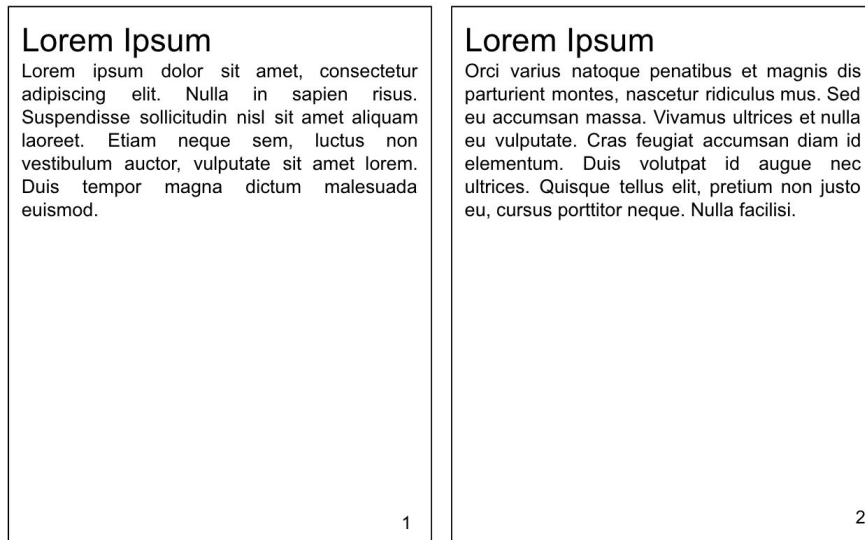 Lorem Ipsum
Lorem ipsum dolor sit amet, consectetur
adipiscing elit. Nulla in sapien risus.
Suspendisse sollicitudin nisl sit amet aliquam
laoreet. Etiam neque sem, luctus non
vestibulum auctor, vulputate sit amet lorem.
Duis tempor magna dictum malesuada
euismod.
1
Lorem Ipsum
Orci varius natoque penatibus et magnis dis
parturient montes, nascetur ridiculus mus. Sed
eu accumsan massa. Vivamus ultrices et nulla
eu vulputate. Cras feugiat accumsan diam id
elementum. Duis volutpat id augue nec
ultrices. Quisque tellus elit, pretium non justo
eu, cursus porttitor neque. Nulla facilisi.
2